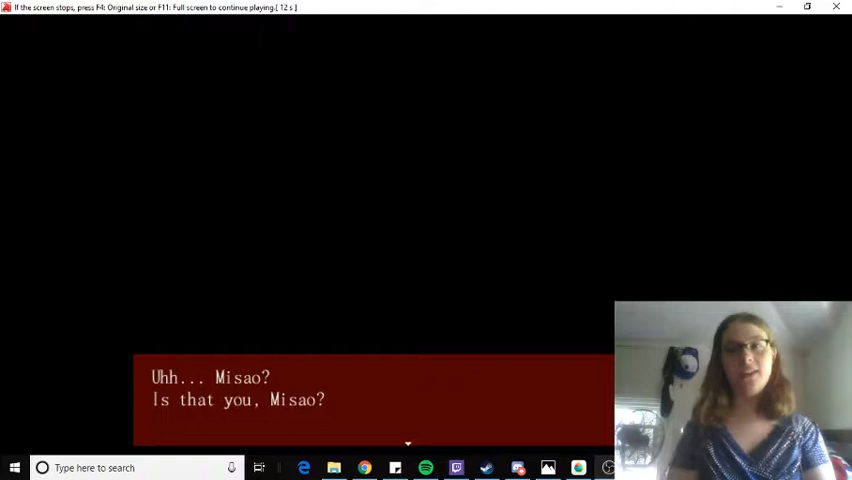 If the screen stops, press F4: Original size or F11: Full screen to continue playing.[ 12 s ]
Uhh... Misao?
Is that you, Misao?
Type here to search